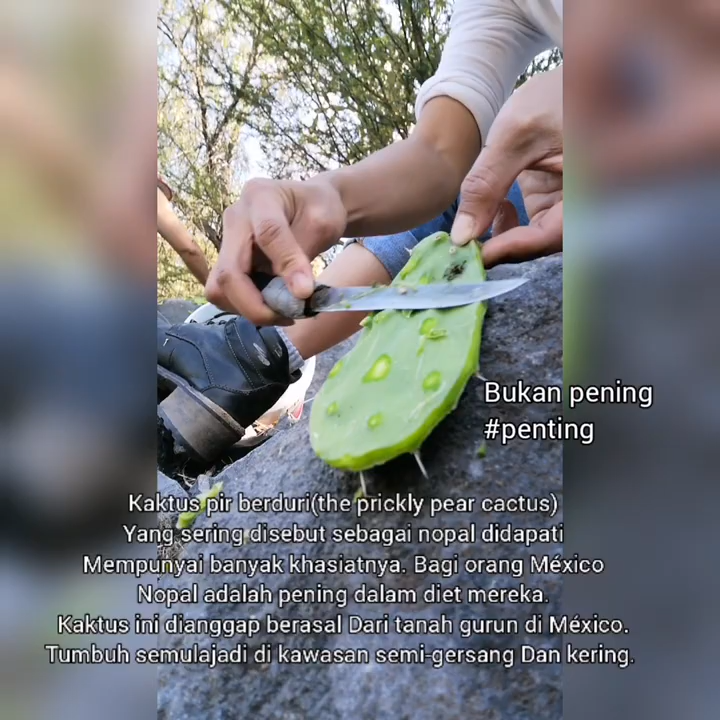 Bukan pening
#penting
Kaktus pir berduri(the prickly pear cactus)
Yang sering disebut sebagai nopal didapati
Mempunyai banyak khasiatnya. Bagi orang México
Nopal adalah pening dalam diet mereka.
Kaktus ini dianggap berasal Dari tanah gurun di México.
Tumbuh semulajadi di kawasan semi-gersang Dan kering.